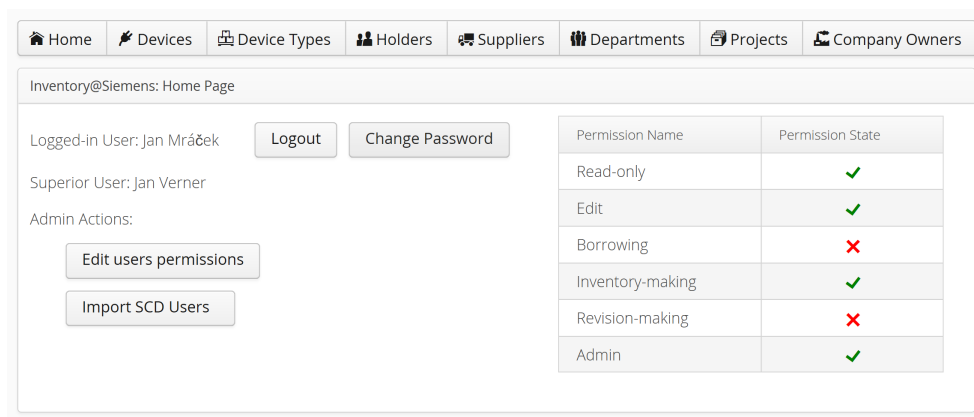 Home Devices Device Types Holders Suppliers Departments Projects Company Owners
Inventory@Siemens: Home Page
Logged-in User: Jan Mráček Logout Change Password
Superior User: Jan Verner
Admin Actions:
Edit users permissions
Import SCD Users
Permission Name Permission State
Read-only
Edit
Borrowing
Inventory-making
Revision-making
Admin